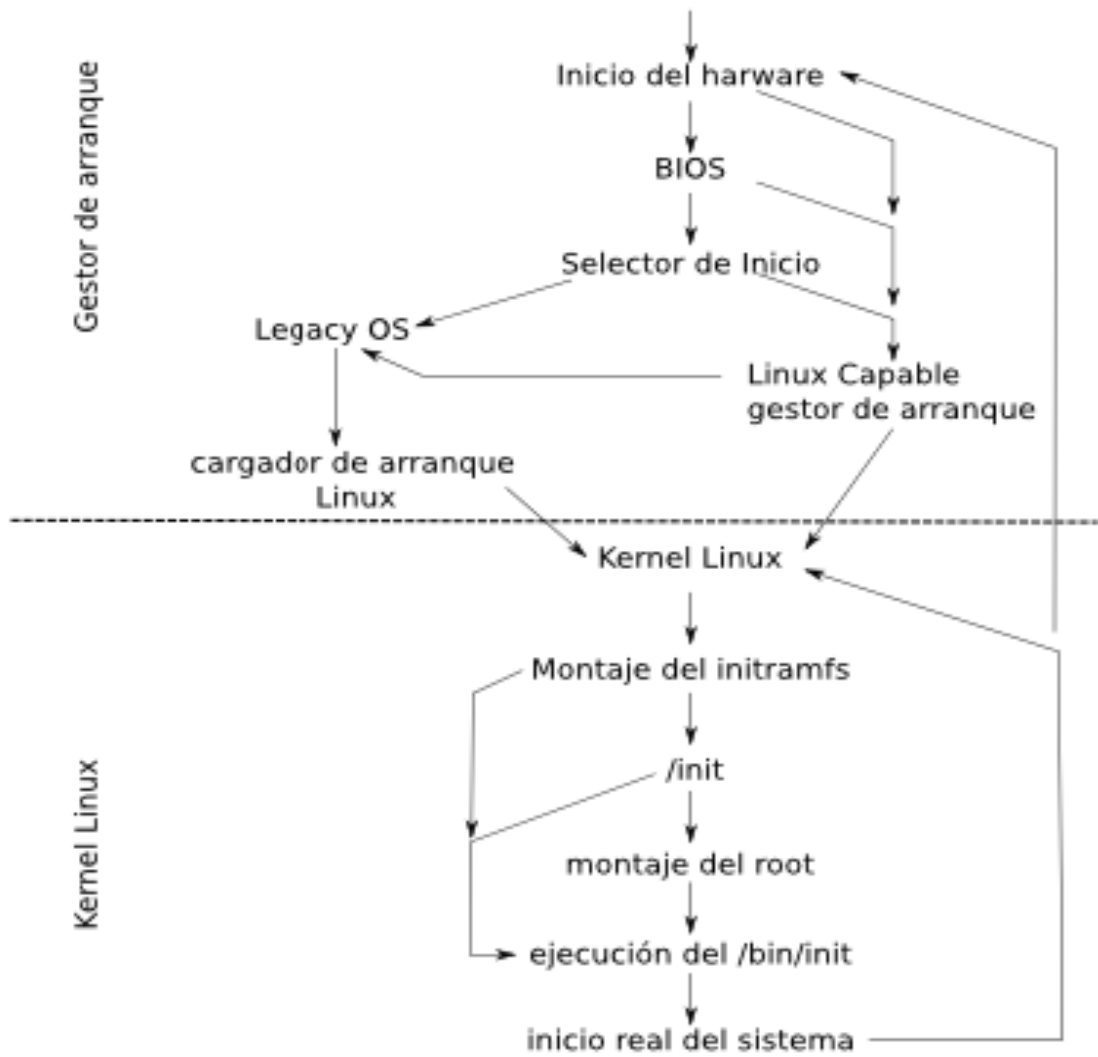 Gestor de arranque
Inicio del harware
BIOS
Selector de Inicio
Legacy OS
Linux Capable
gestor de arranque
cargador de arranque
Linux
Kernel Linux
Kernel Linux
Montaje del initramfs
/init
montaje del root
ejecución del /bin/init
inicio real del sistema